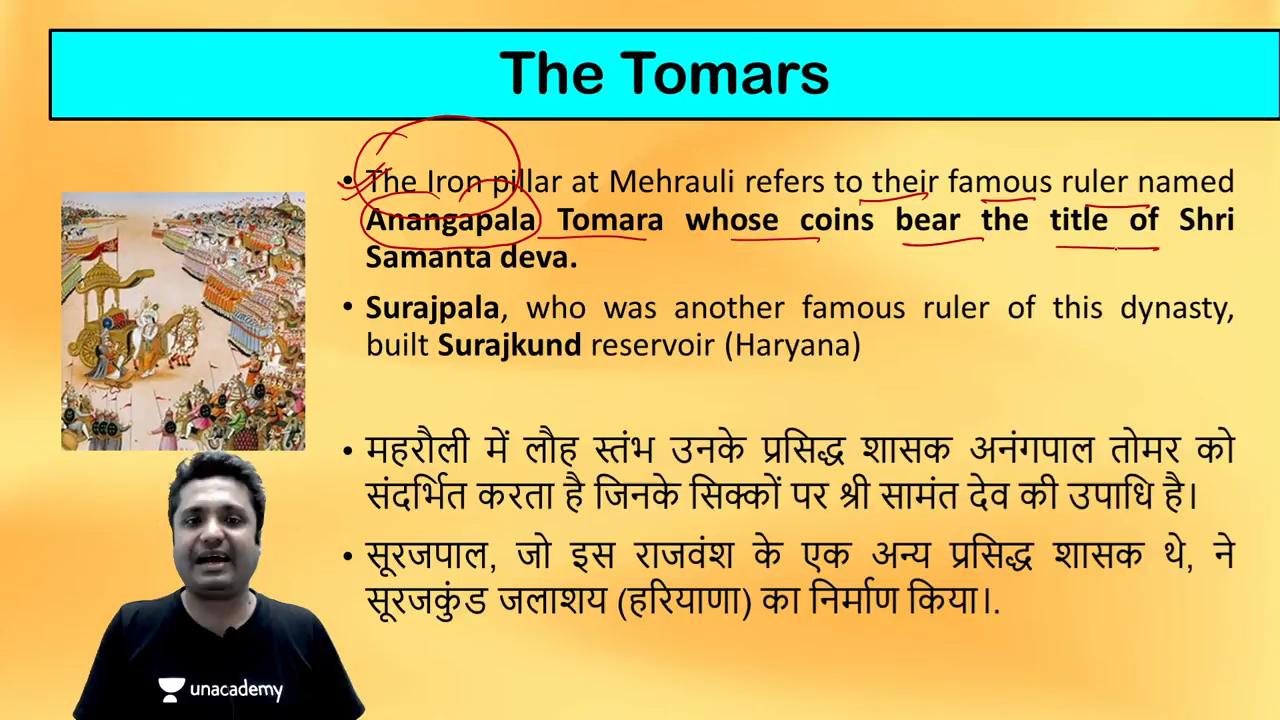 The Tomars
• The Iron pillar at Mehrauli refers to their famous ruler named
Anangapala Tomara whose coins bear the title of Shri
Samanta deva.
• Surajpala, who was another famous ruler of this dynasty,
built Surajkund reservoir (Haryana)
• महरौली में लौह स्तंभ उनके प्रसिद्ध शासक अनंगपाल तोमर को
संदर्भित करता है जिनके सिक्कों पर श्री सामंत देव की उपाधि है।
• सूरजपाल, जो इस राजवंश के एक अन्य प्रसिद्ध शासक थे, ने
सूरजकुंड जलाशय (हरियाणा) का निर्माण किया।.
unacademy